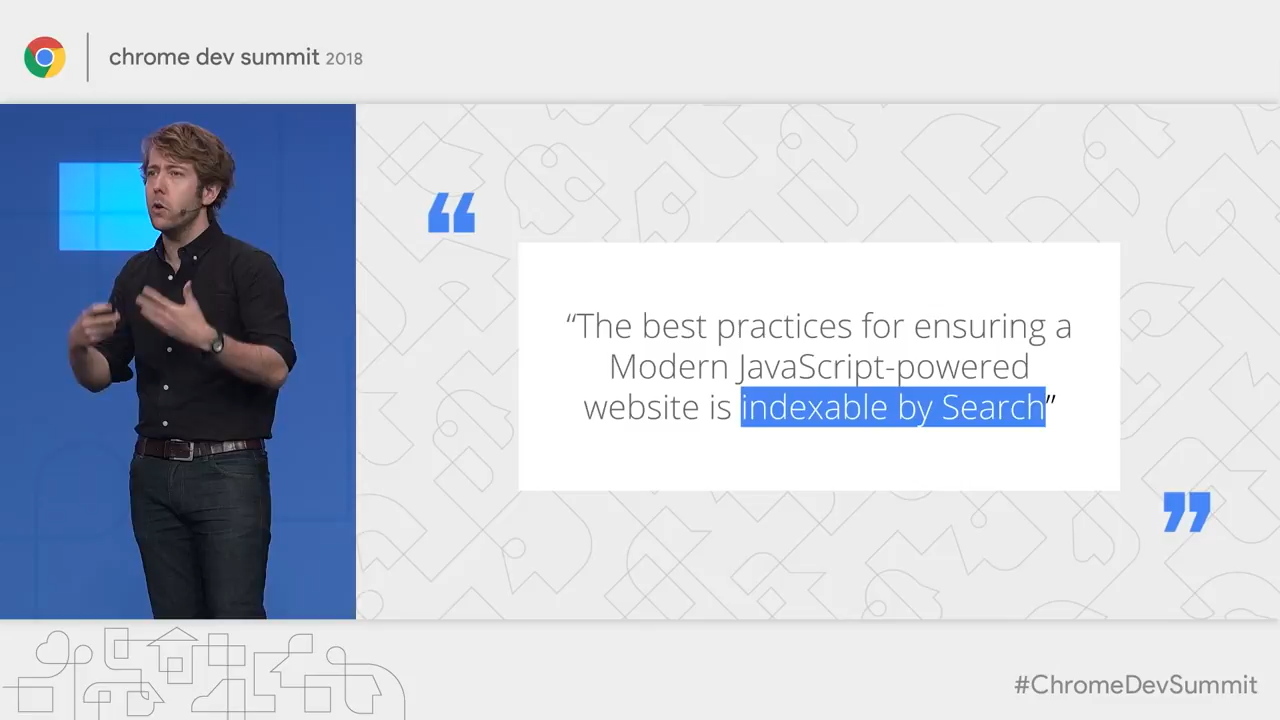 chrome dev summit 2018
“
“The best practices for ensuring a
Modern JavaScript-powered
website is indexable by Search”
”
#ChromeDevSummit